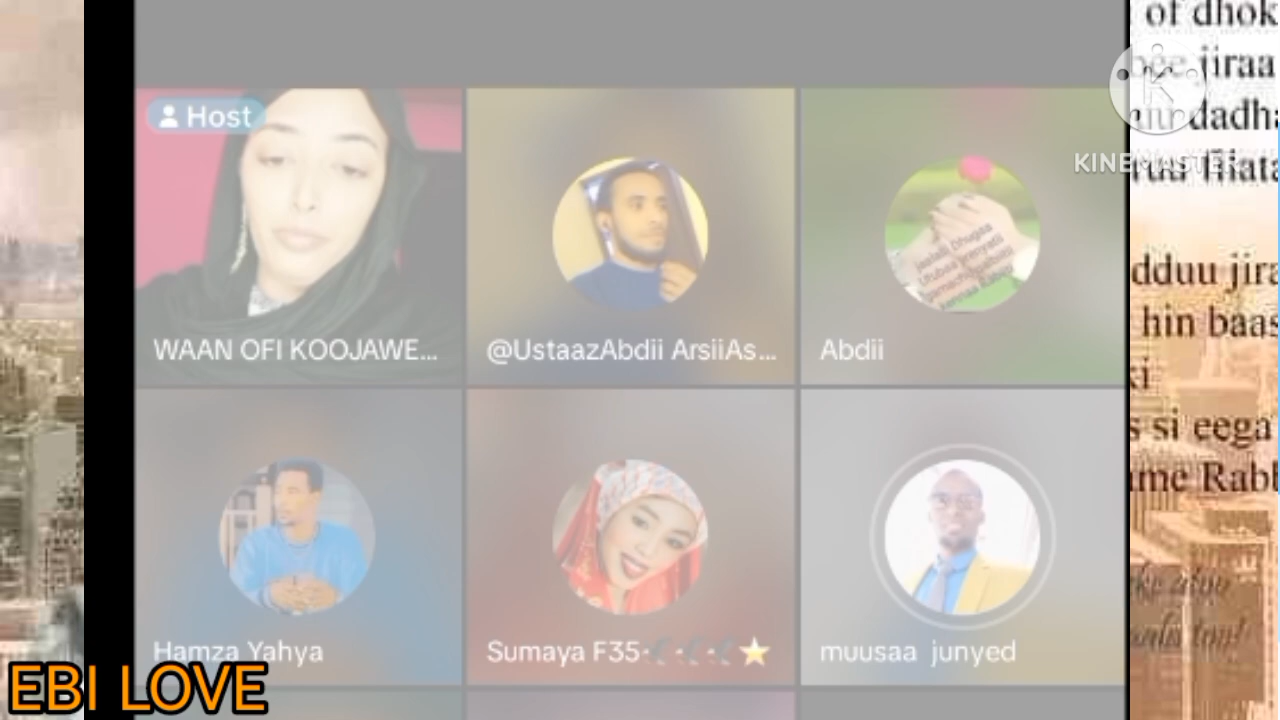 of dhok
jiraa
dadha
KINEMASTER
Host
WAAN OFI KOOJAWE...
@UstaazAbdii ArsiiAs...
Abdii
dduu jira
hin baas
ki
s si eega
ame Rabb
Hamza Yahya
Sumaya F35
muusaa junyed
EBI LOVE